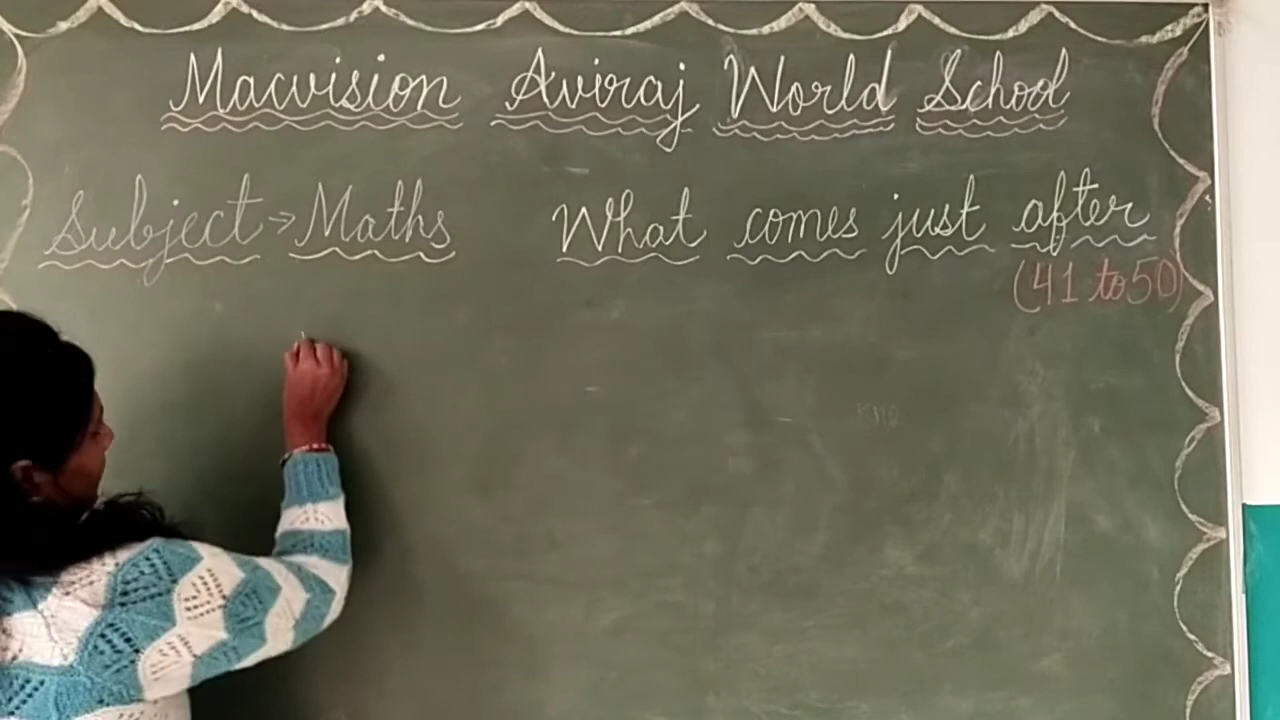 Macvision Aviraj World School
Subject → Maths What comes just after
(41 to 50)